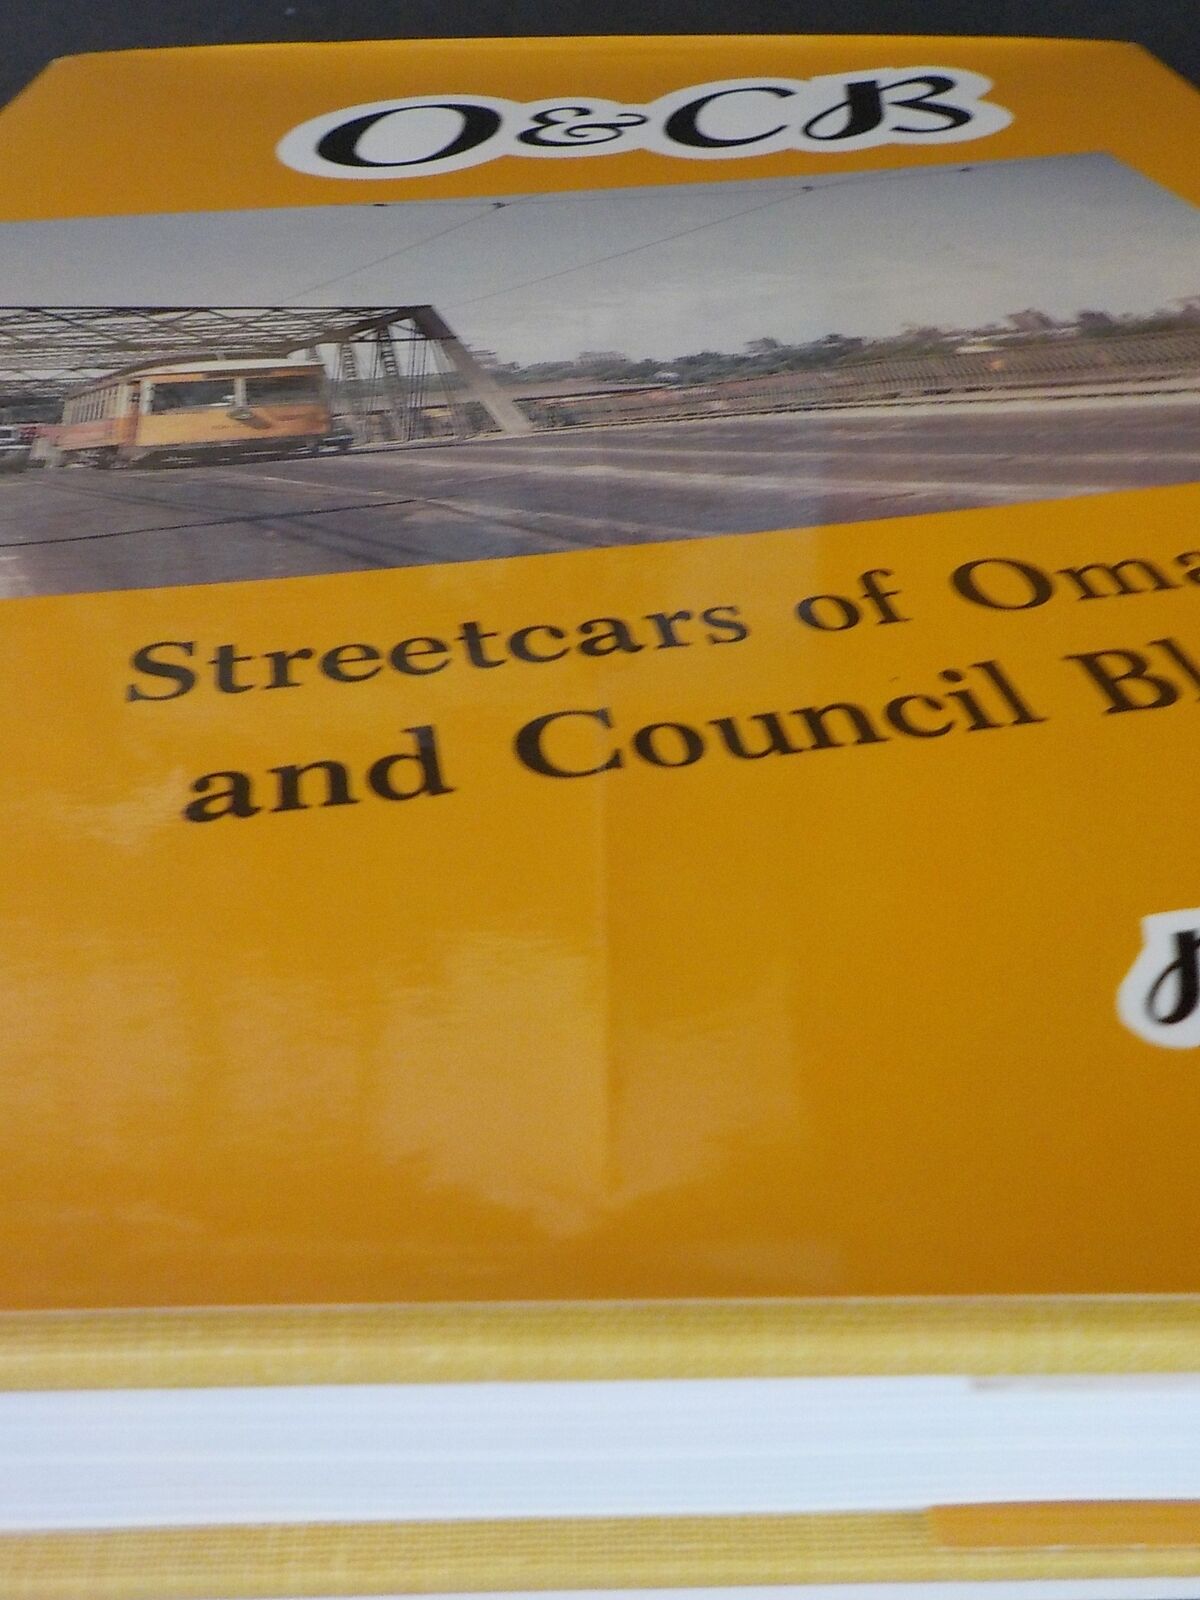 O&CB
Streetcars of Oma
and Council Bl